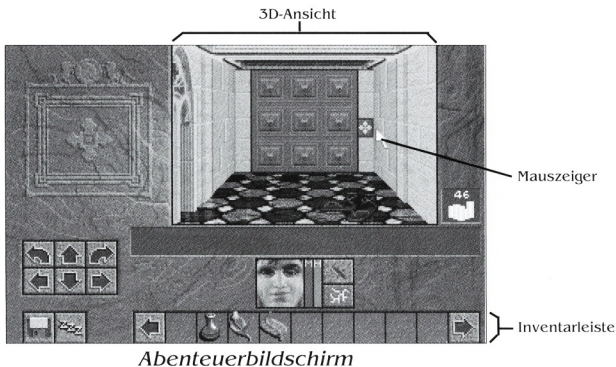 3D-Ansicht
46
Mauszeiger
Inventarleiste
Abenteuerbildschirm